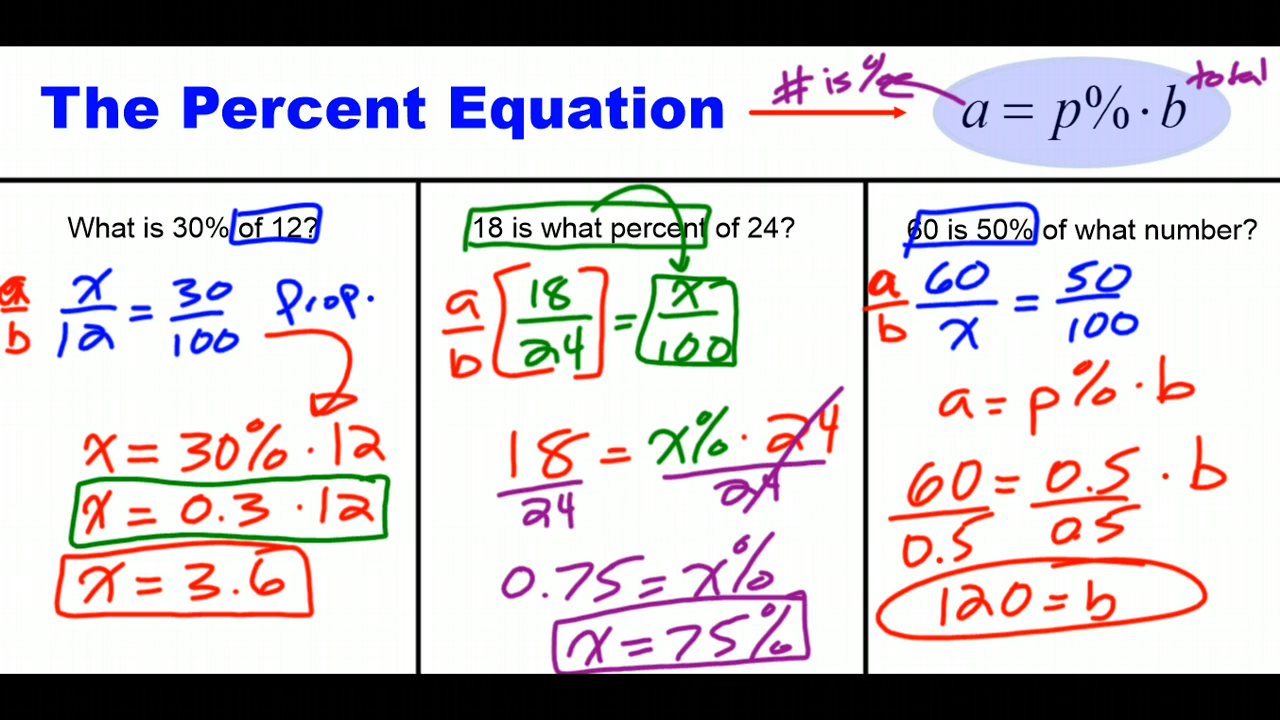 The Percent Equation
# is %
a = p% · b
total
What is 30% of 12?
a/b x/12 = 30/100 prop.
x = 30% · 12
x = 0.3 · 12
x = 3.6
18 is what percent of 24?
a/b [18/24] = x/100
18/24 = x% · 24/24
0.75 = x%
x = 75%
60 is 50% of what number?
a/b 60/x = 50/100
a = p% · b
60/0.5 = 0.5/0.5 · b
120 = b